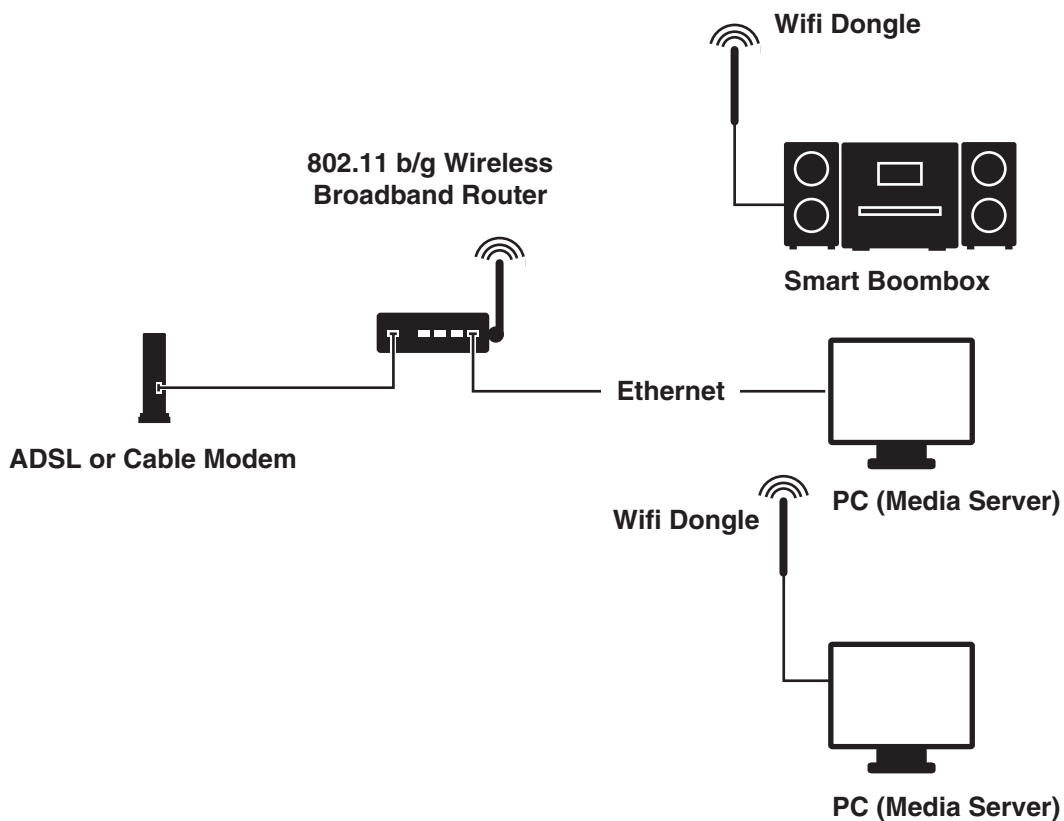 Wifi Dongle
802.11 b/g Wireless
Broadband Router
Smart Boombox
Ethernet
ADSL or Cable Modem
PC (Media Server)
Wifi Dongle
PC (Media Server)